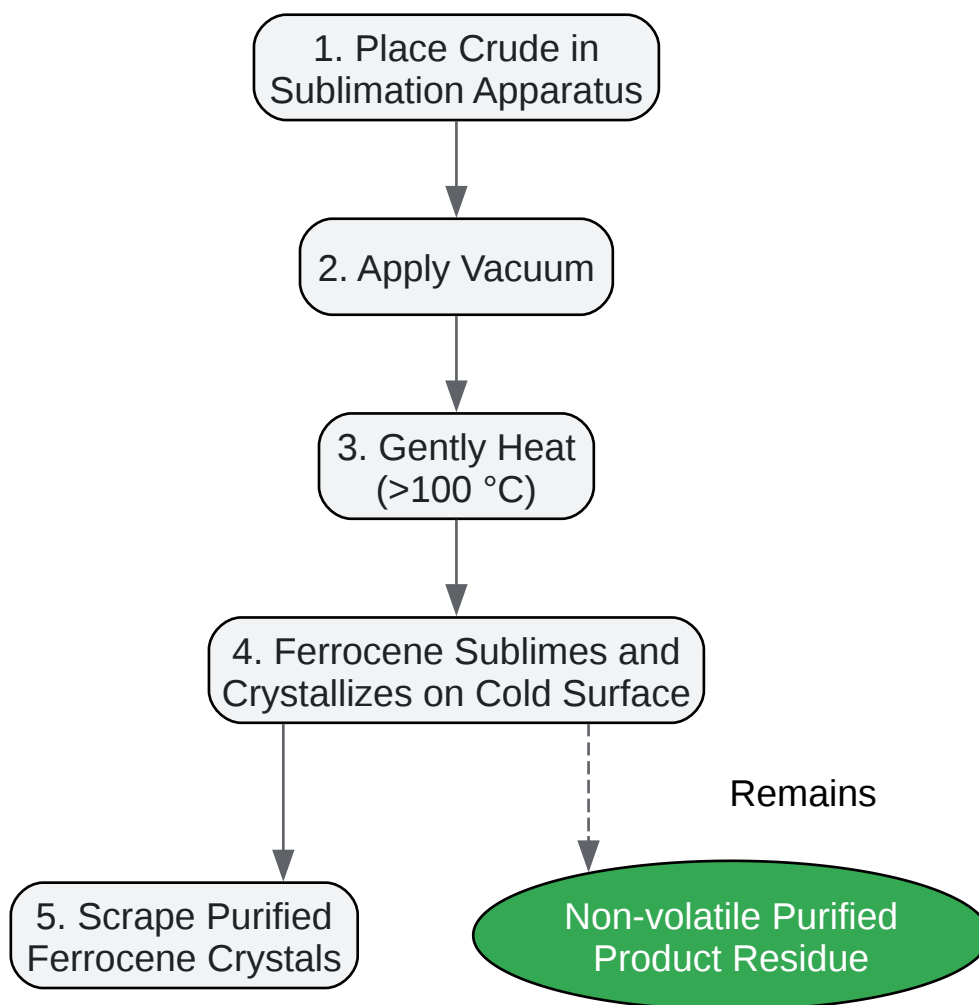 1. Place Crude in
Sublimation Apparatus
2. Apply Vacuum
3. Gently Heat
(>100 °C)
4. Ferrocene Sublimes and
Crystallizes on Cold Surface
Remains
5. Scrape Purified
Ferrocene Crystals
Non-volatile Purified
Product Residue